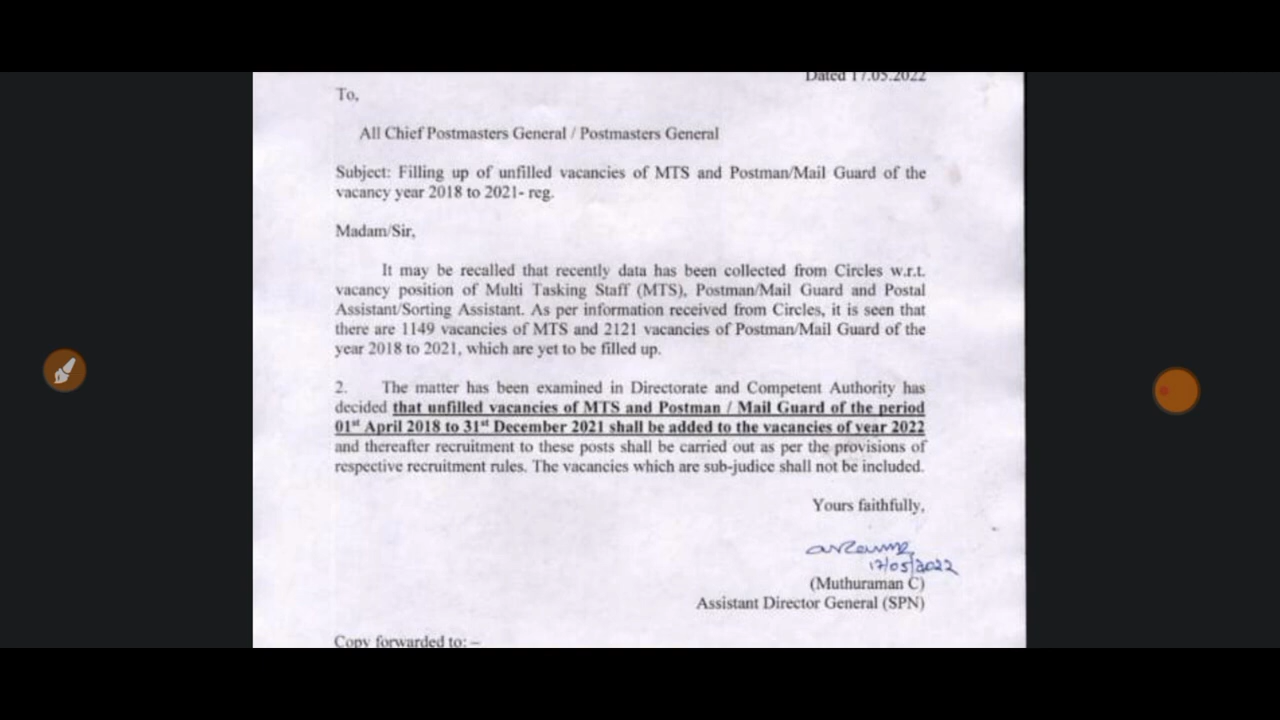 Dated 17.05.2022
To,
All Chief Postmasters General / Postmasters General
Subject: Filling up of unfilled vacancies of MTS and Postman/Mail Guard of the
vacancy year 2018 to 2021- reg.
Madam/Sir,
It may be recalled that recently data has been collected from Circles w.r.t.
vacancy position of Multi Tasking Staff (MTS), Postman/Mail Guard and Postal
Assistant/Sorting Assistant. As per information received from Circles, it is seen that
there are 1149 vacancies of MTS and 2121 vacancies of Postman/Mail Guard of the
year 2018 to 2021, which are yet to be filled up.
2. The matter has been examined in Directorate and Competent Authority has
decided that unfilled vacancies of MTS and Postman / Mail Guard of the period
01st April 2018 to 31st December 2021 shall be added to the vacancies of year 2022
and thereafter recruitment to these posts shall be carried out as per the provisions of
respective recruitment rules. The vacancies which are sub-judice shall not be included.
Yours faithfully,
17/05/2022
(Muthuraman C)
Assistant Director General (SPN)
Copy forwarded to: –